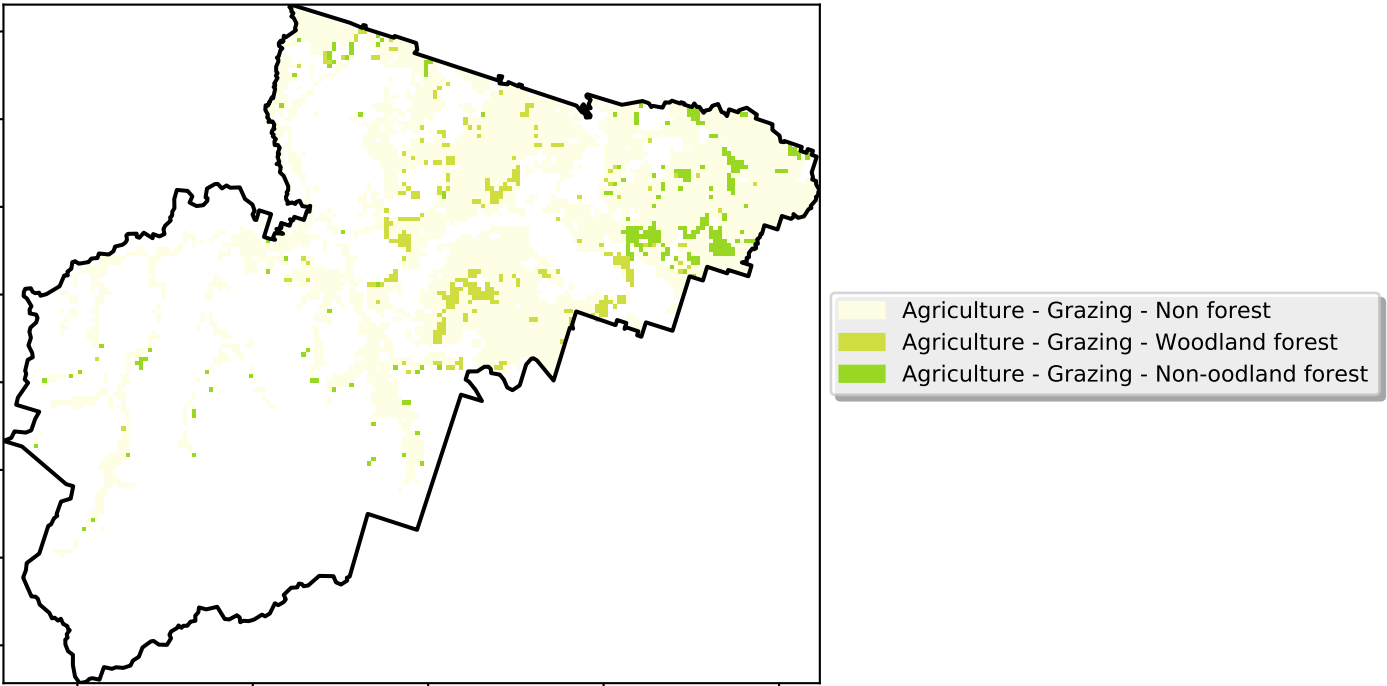 Agriculture - Grazing - Non forest
Agriculture - Grazing - Woodland forest
Agriculture - Grazing - Non-oodland forest